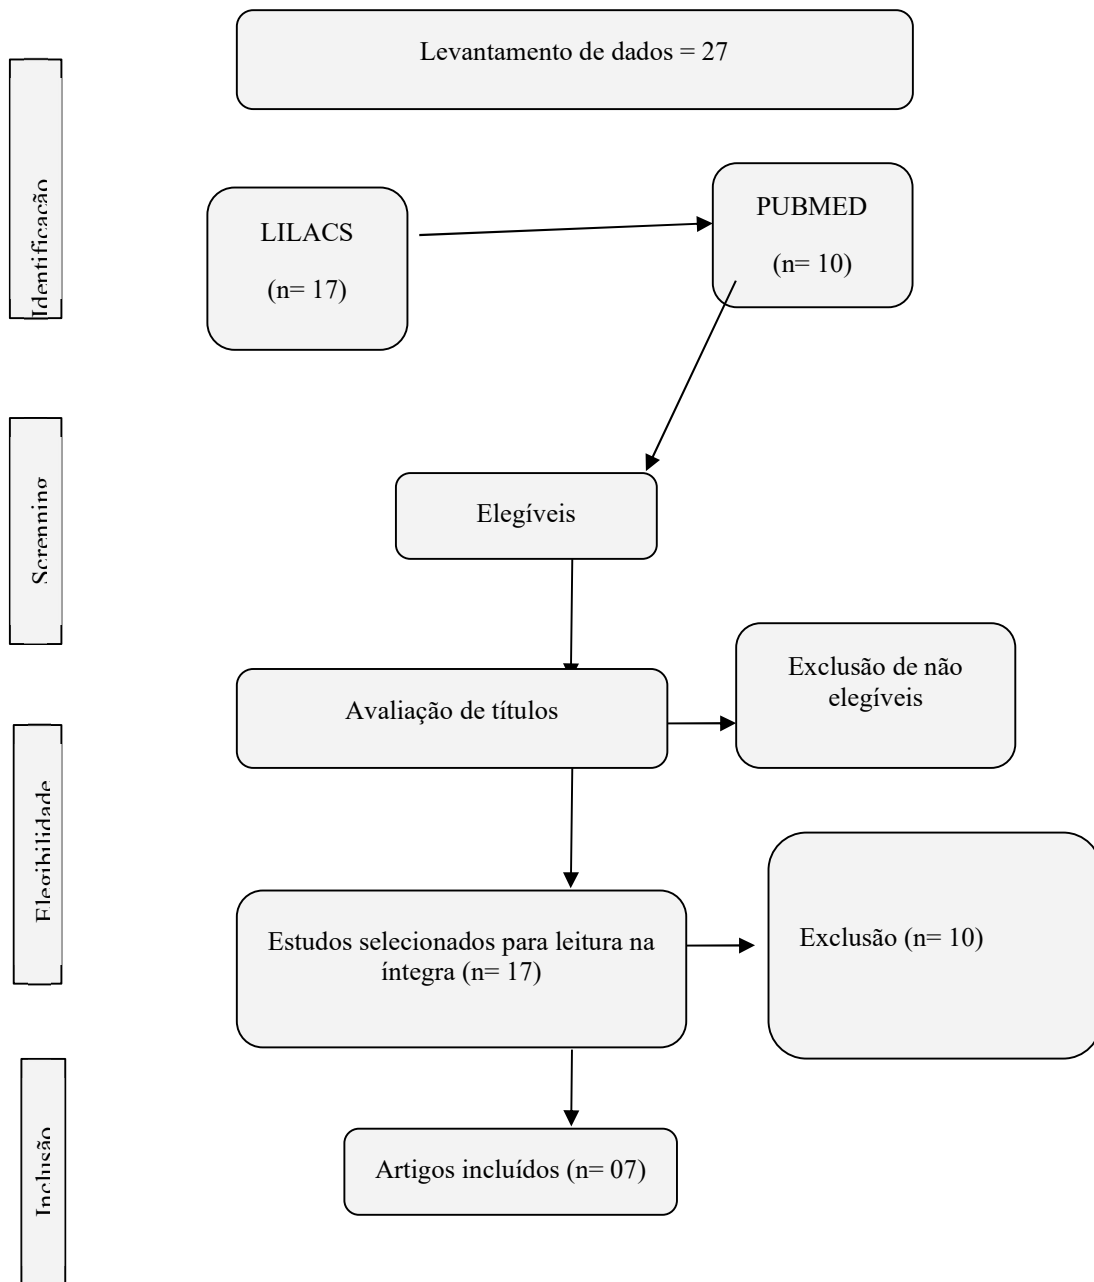 Levantamento de dados = 27
Identificação
LILACS
(n= 17)
PUBMED
(n= 10)
Screnning
Elegíveis
Avaliação de títulos
Exclusão de não
elegíveis
Elegibilidade
Estudos selecionados para leitura na
íntegra (n= 17)
Exclusão (n= 10)
Inclusão
Artigos incluídos (n= 07)